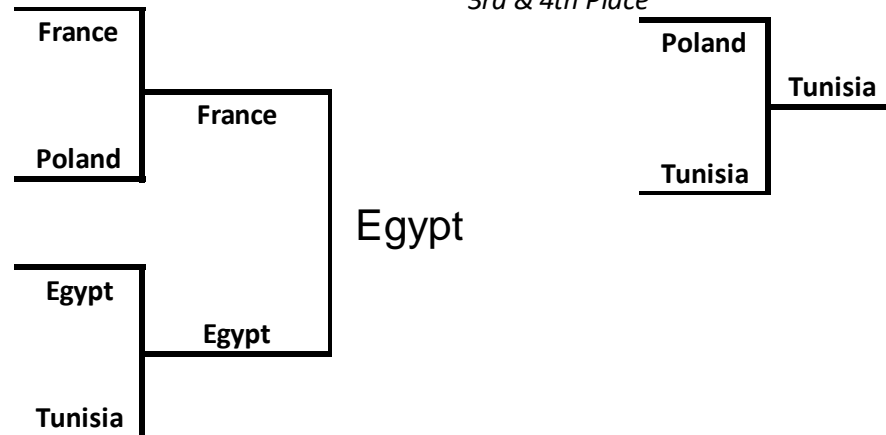 3rd & 4th Place
France
Poland
Tunisia
France
Poland
Tunisia
Egypt
Egypt
Egypt
Tunisia